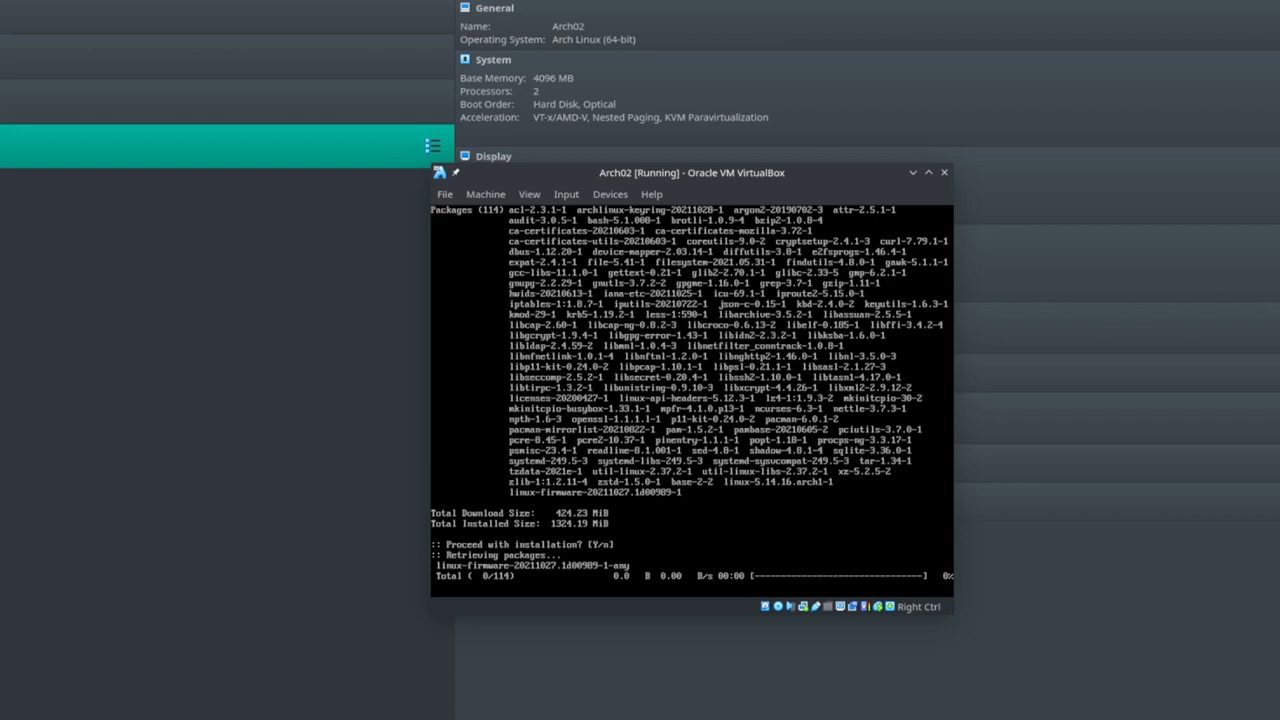 General
Name: Arch02
Operating System: Arch Linux (64-bit)
System
Base Memory: 4096 MB
Processors: 2
Boot Order: Hard Disk, Optical
Acceleration: VT-x/AMD-V, Nested Paging, KVM Paravirtualization
Display
Arch02 [Running] - Oracle VM VirtualBox
File Machine View Input Devices Help
Packages (114) acl-2.3.1-1 archlinux-keyring-20211028-1 argon2-20190702-3 attr-2.5.1-1
audit-3.0.5-1 bash-5.1.008-1 brotli-1.0.9-4 bzip2-1.0.8-4
ca-certificates-20210603-1 ca-certificates-mozilla-3.72-1
ca-certificates-utils-20210603-1 coreutils-9.0-2 cryptsetup-2.4.1-3 curl-7.79.1-1
dbus-1.12.20-1 device-mapper-2.03.14-1 diffutils-3.8-1 e2fsprogs-1.46.4-1
expat-2.4.1-1 file-5.41-1 filesystem-2021.05.31-1 findutils-4.8.0-1 gawk-5.1.1-1
gcc-libs-11.1.0-1 gettext-0.21-1 glib2-2.70.1-1 glibc-2.33-5 gmp-6.2.1-1
gnupg-2.2.29-1 gnutls-3.7.2-2 gpgme-1.16.0-1 grep-3.7-1 gzip-1.11-1
hwids-20210613-1 iana-etc-20211025-1 icu-69.1-1 iproute2-5.15.0-1
iptables-1:1.8.7-1 iputils-20210722-1 json-c-0.15-1 kbd-2.4.0-2 keyutils-1.6.3-1
kmod-29-1 krb5-1.19.2-1 less-1:590-1 libarchive-3.5.2-1 libassuan-2.5.5-1
libcap-2.60-1 libcap-ng-0.8.2-3 libcroco-0.6.13-2 libelf-0.185-1 libffi-3.4.2-4
libgcrypt-1.9.4-1 libgpg-error-1.43-1 libidn2-2.3.2-1 libksba-1.6.0-1
libldap-2.4.59-2 libmnl-1.0.4-3 libnetfilter_conntrack-1.0.8-1
libnfnetlink-1.0.1-4 libnftnl-1.2.0-1 libnghttp2-1.46.0-1 libnl-3.5.0-3
libp11-kit-0.24.0-2 libpcap-1.10.1-1 libpsl-0.21.1-1 libsasl-2.1.27-3
libseccomp-2.5.2-1 libsecret-0.20.4-1 libssh2-1.10.0-1 libtasn1-4.17.0-1
libtirpc-1.3.2-1 libunistring-0.9.10-3 libxcrypt-4.4.26-1 libxml2-2.9.12-2
licenses-20200427-1 linux-api-headers-5.12.3-1 lz4-1:1.9.3-2 mkinitcpio-30-2
mkinitcpio-busybox-1.33.1-1 mpfr-4.1.0.p13-1 ncurses-6.3-1 nettle-3.7.3-1
npth-1.6-3 openssl-1.1.1.l-1 p11-kit-0.24.0-2 pacman-6.0.1-2
pacman-mirrorlist-20210822-1 pam-1.5.2-1 pambase-20210605-2 pciutils-3.7.0-1
pcre-8.45-1 pcre2-10.37-1 pinentry-1.1.1-1 popt-1.18-1 procps-ng-3.3.17-1
psmisc-23.4-1 readline-8.1.001-1 sed-4.8-1 shadow-4.8.1-4 sqlite-3.36.0-1
systemd-249.5-3 systemd-libs-249.5-3 systemd-sysvcompat-249.5-3 tar-1.34-1
tzdata-2021e-1 util-linux-2.37.2-1 util-linux-libs-2.37.2-1 xz-5.2.5-2
zlib-1:1.2.11-4 zstd-1.5.0-1 base-2-2 linux-5.14.16.arch1-1
linux-firmware-20211027.1d00989-1
Total Download Size: 424.23 MiB
Total Installed Size: 1324.19 MiB
:: Proceed with installation? [Y/n]
:: Retrieving packages...
linux-firmware-20211027.1d00989-1-any
Total ( 0/114) 0.0 B 0.00 B/s 00:00 [----------------------------------] 0%
Right Ctrl